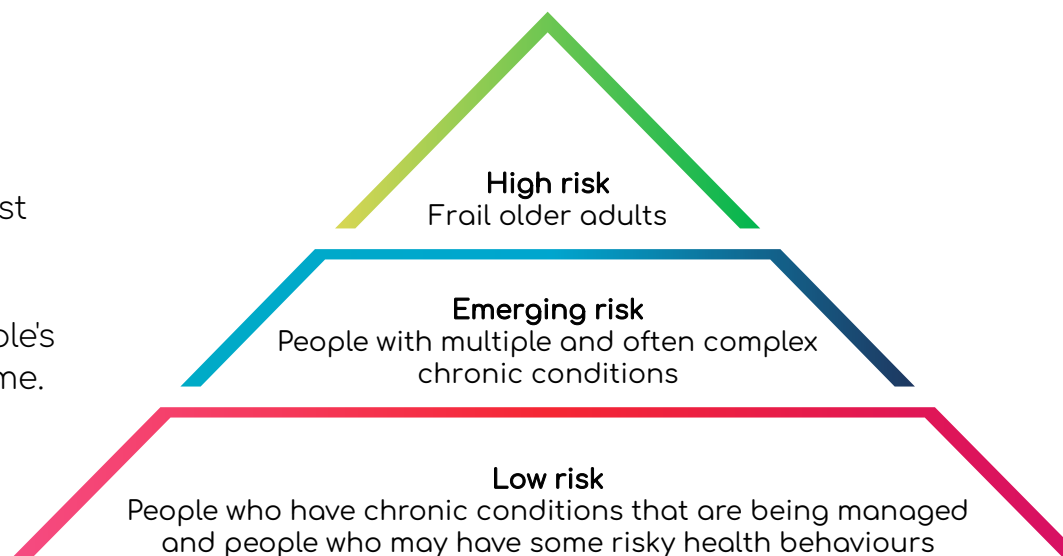 High risk
Frail older adults
Emerging risk
People with multiple and often complex
chronic conditions
Low risk
People who have chronic conditions that are being managed
and people who may have some risky health behaviours